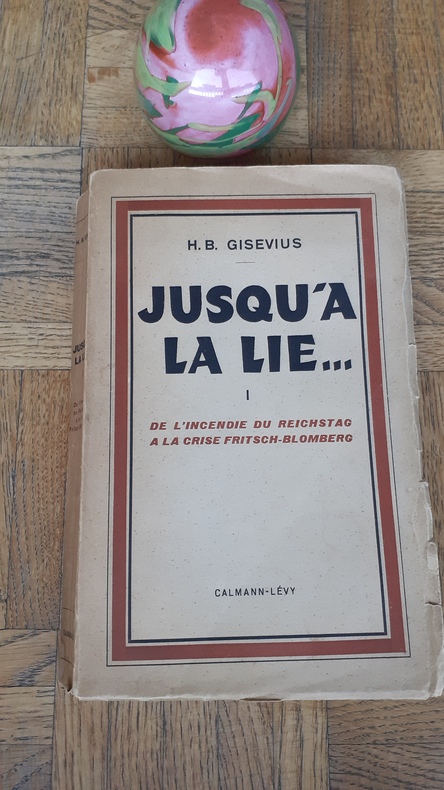 H. B. GISEVIUS
JUSQU'A
LA LIE...
I
DE L'INCENDIE DU REICHSTAG
A LA CRISE FRITSCH-BLOMBERG
CALMANN-LÉVY